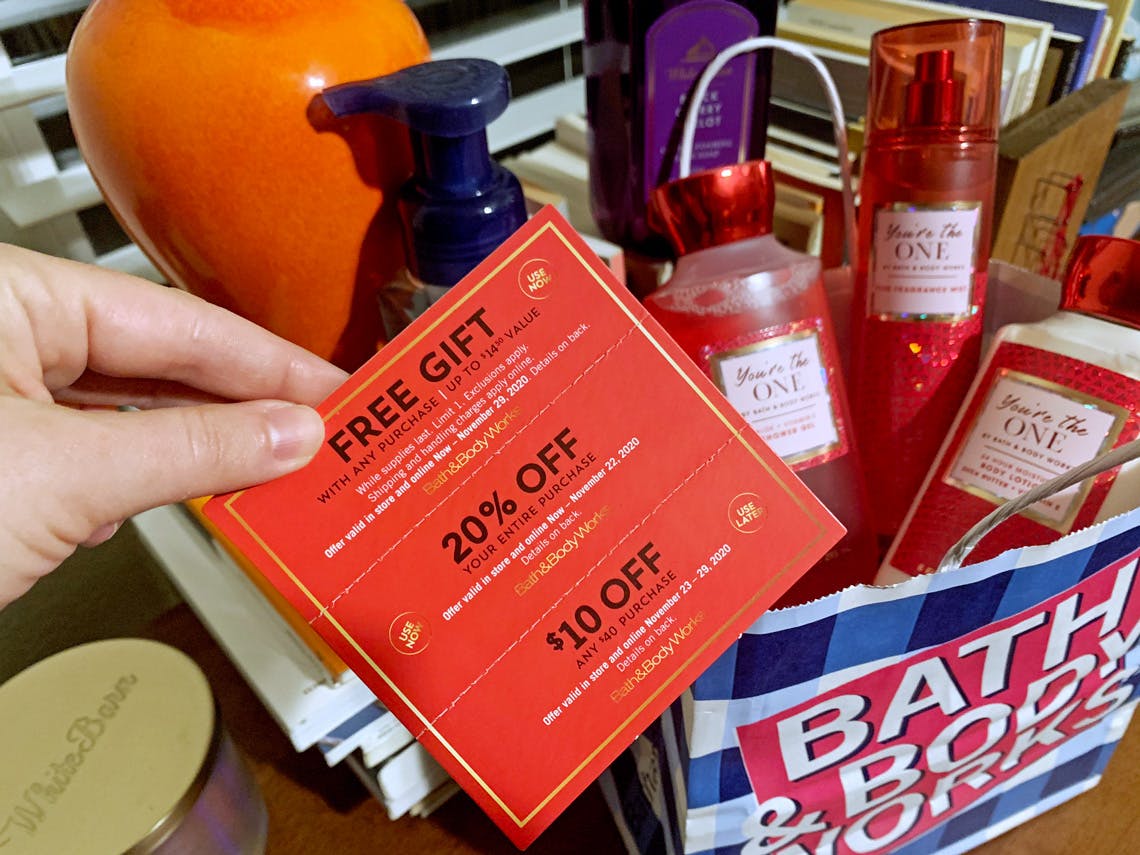 USE
NOW
FREE GIFT
WITH ANY PURCHASE | UP TO $14.50 VALUE
While supplies last. Limit 1. Exclusions apply.
Shipping and handling charges apply online.
Offer valid in store and online Now – November 29, 2020. Details on back.
Bath&BodyWorks
USE
NOW
20% OFF
YOUR ENTIRE PURCHASE
Offer valid in store and online Now – November 22, 2020
Details on back.
Bath&BodyWorks
USE
LATER
$10 OFF
ANY $40 PURCHASE
Offer valid in store and online November 23 – 29, 2020
Details on back.
Bath&BodyWorks
You're the
ONE
BY BATH & BODY WORKS
FINE FRAGRANCE MIST
You're the
ONE
BY BATH & BODY WORKS
SHOWER GEL
You're the
ONE
BY BATH & BODY WORKS
24 HOUR MOISTURE
BODY LOTION
BATH
& BODY
WORKS
White Barn